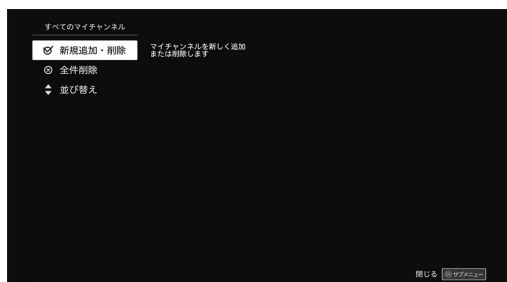 すべてのマイチャンネル
新規追加・削除
マイチャンネルを新しく追加
または削除します
全件削除
並び替え
閉じる サブメニュー